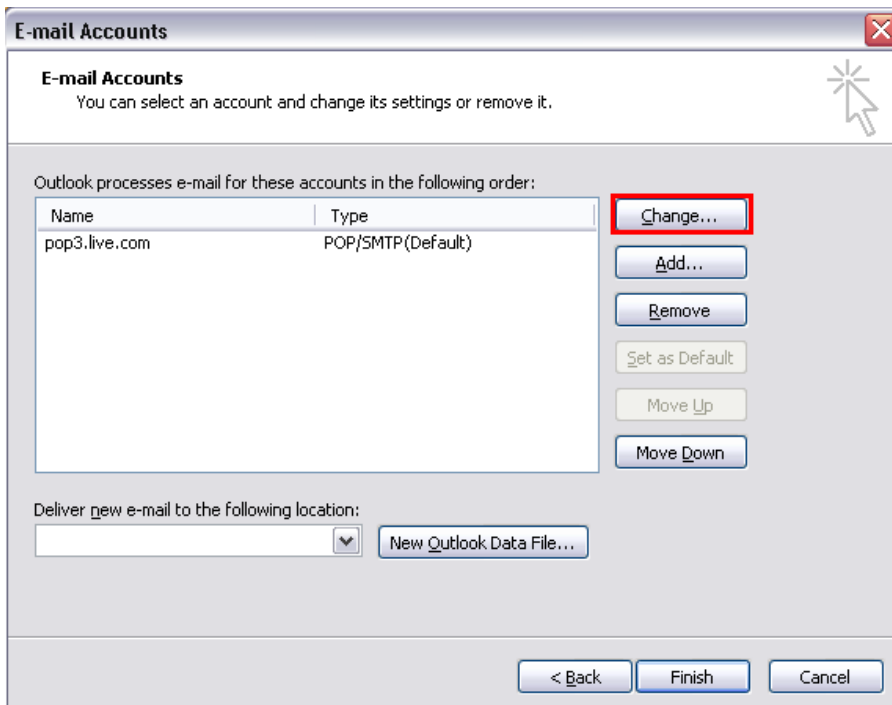 E-mail Accounts
E-mail Accounts
You can select an account and change its settings or remove it.
Outlook processes e-mail for these accounts in the following order:
Name Type
pop3.live.com POP/SMTP(Default)
Change...
Add...
Remove
Set as Default
Move Up
Move Down
Deliver new e-mail to the following location:
New Outlook Data File...
< Back Finish Cancel